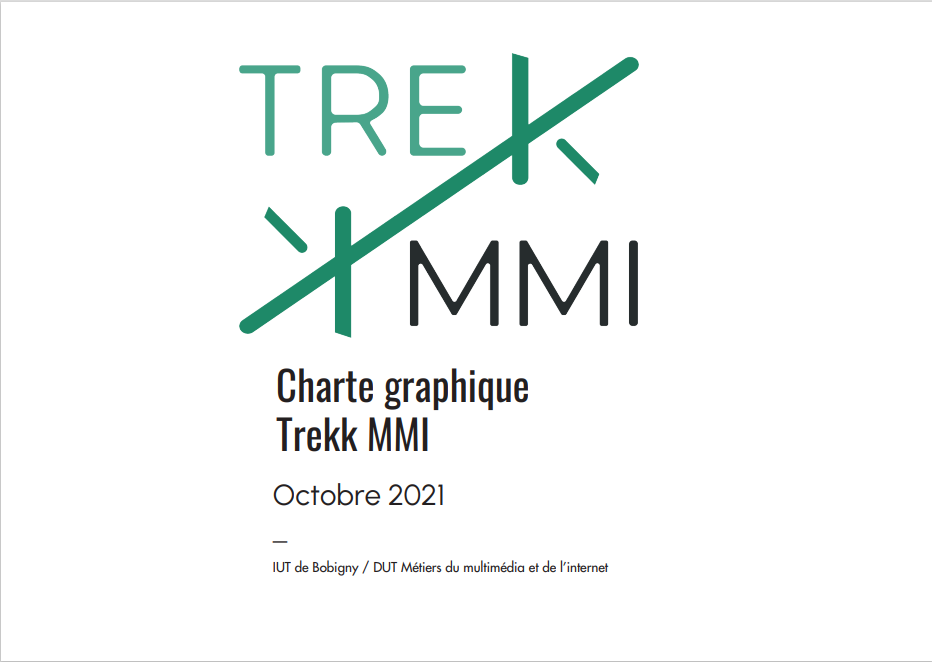 TREK
K MMI
Charte graphique
Trekk MMI
Octobre 2021
—
IUT de Bobigny / DUT Métiers du multimédia et de l'internet